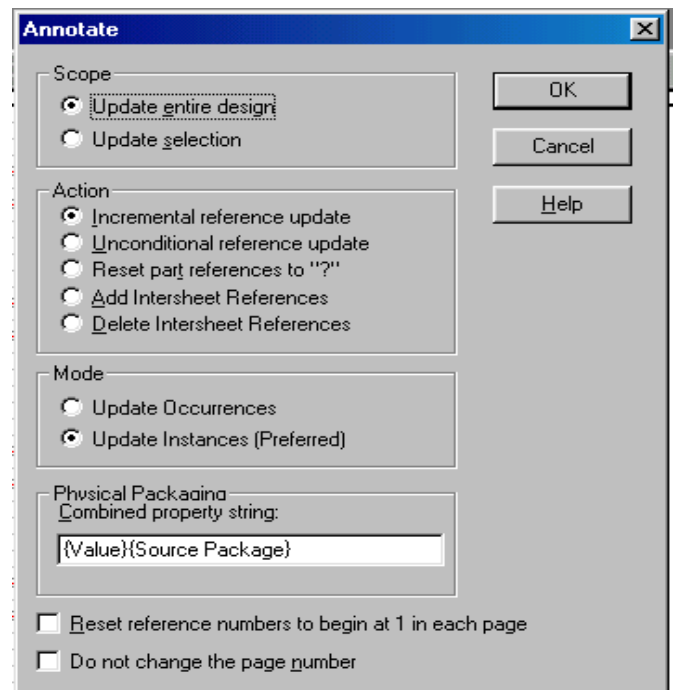 Annotate
Scope
Update entire design
Update selection
OK
Cancel
Help
Action
Incremental reference update
Unconditional reference update
Reset part references to "?"
Add Intersheet References
Delete Intersheet References
Mode
Update Occurrences
Update Instances (Preferred)
Physical Packaging
Combined property string:
{Value}{Source Package}
Reset reference numbers to begin at 1 in each page
Do not change the page number